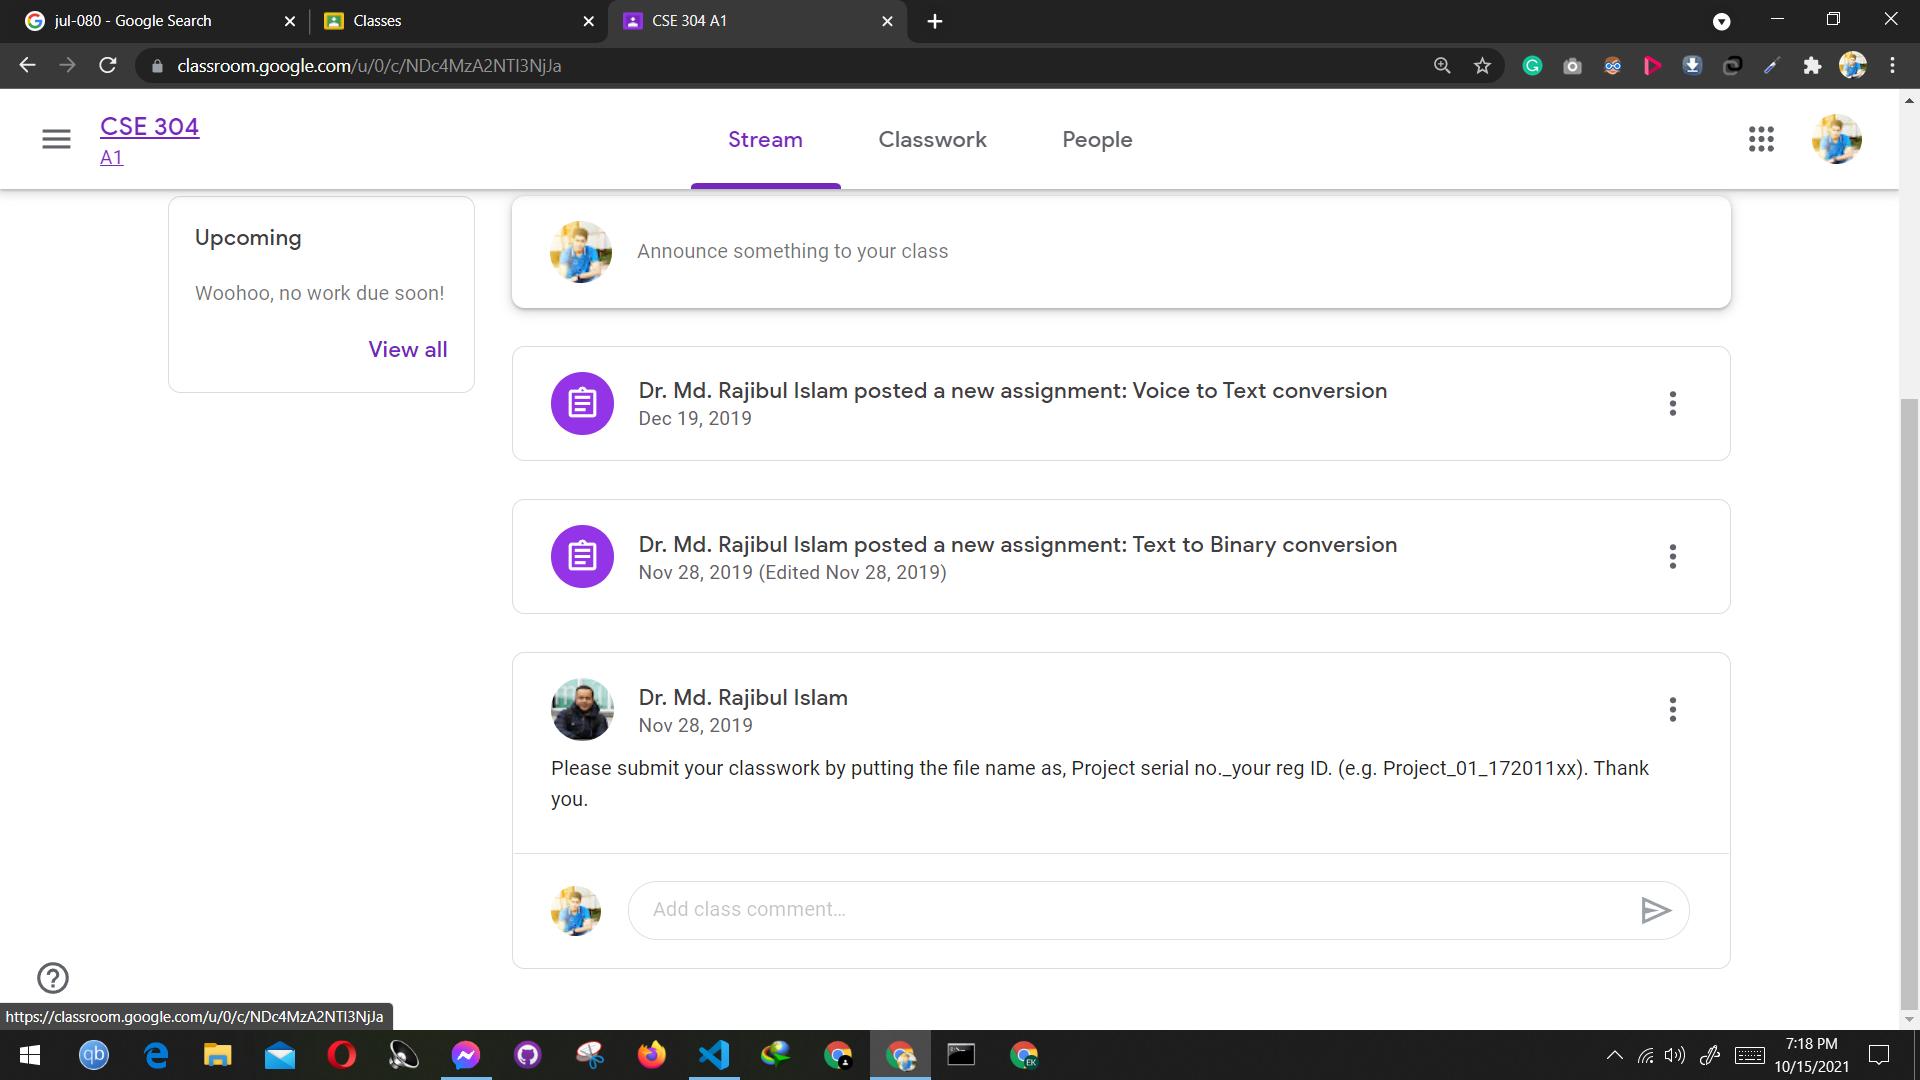 jul-080 - Google Search
Classes
CSE 304 A1
classroom.google.com/u/0/c/NDc4MzA2NTI3NjJa
CSE 304
A1
Stream
Classwork
People
Upcoming
Woohoo, no work due soon!
View all
Announce something to your class
Dr. Md. Rajibul Islam posted a new assignment: Voice to Text conversion
Dec 19, 2019
Dr. Md. Rajibul Islam posted a new assignment: Text to Binary conversion
Nov 28, 2019 (Edited Nov 28, 2019)
Dr. Md. Rajibul Islam
Nov 28, 2019
Please submit your classwork by putting the file name as, Project serial no._your reg ID. (e.g. Project_01_172011xx). Thank
you.
Add class comment...
https://classroom.google.com/u/0/c/NDc4MzA2NTI3NjJa
qb
EK
7:18 PM
10/15/2021